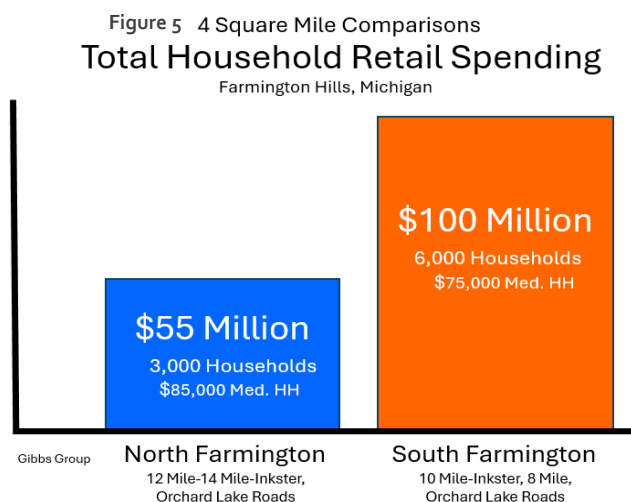 Figure 5 4 Square Mile Comparisons
Total Household Retail Spending
Farmington Hills, Michigan
$100 Million
6,000 Households
$75,000 Med. HH
$55 Million
3,000 Households
$85,000 Med. HH
Gibbs Group
North Farmington
12 Mile-14 Mile-Inkster,
Orchard Lake Roads
South Farmington
10 Mile-Inkster, 8 Mile,
Orchard Lake Roads